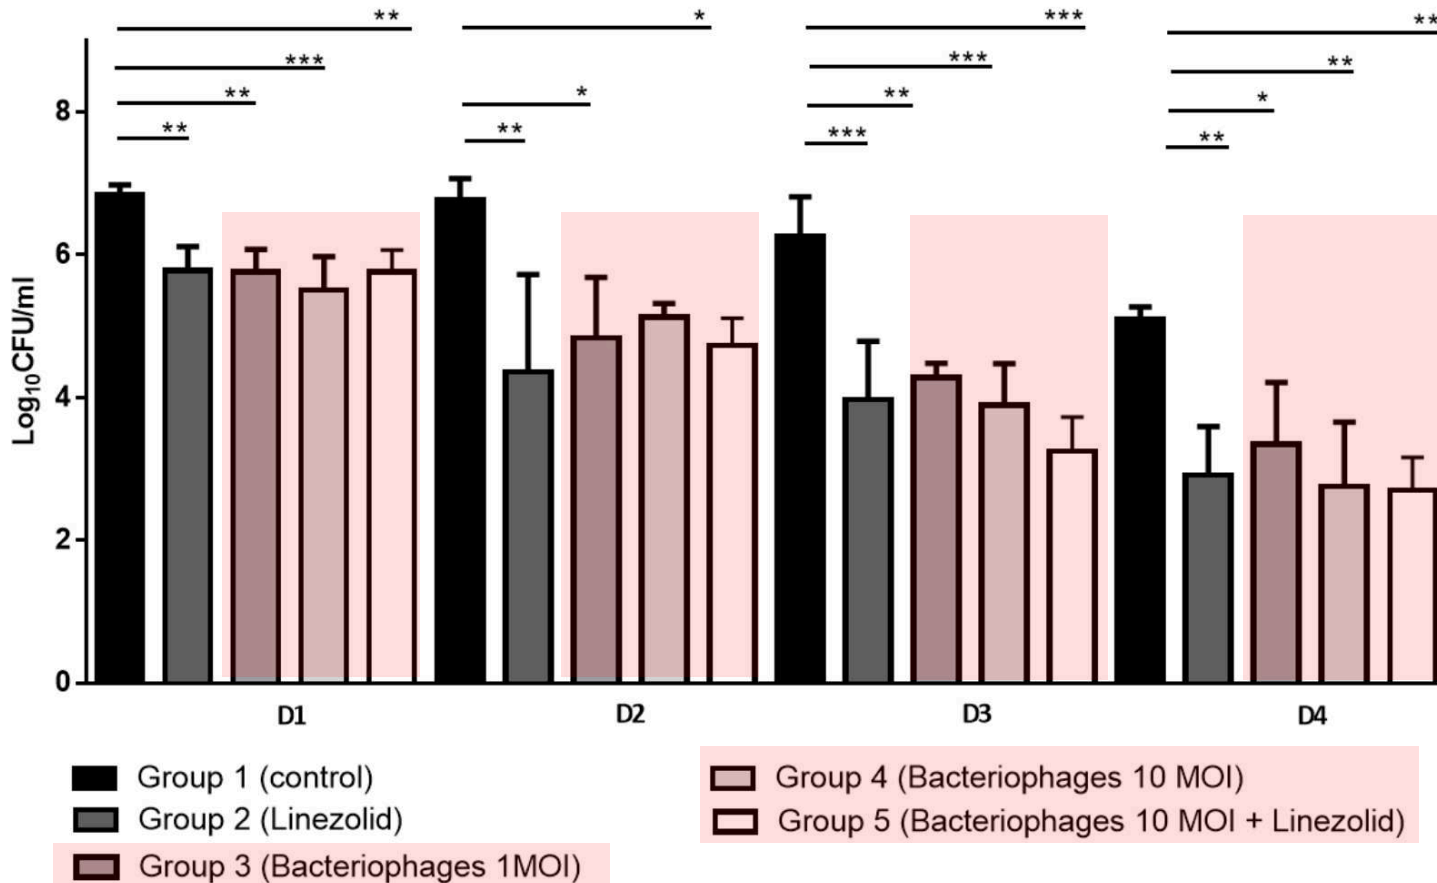 ** * *** **
*** *** **
** * ** *
** ** *** **
8
6
4
2
0
Log₁₀CFU/ml
D1 D2 D3 D4
Group 1 (control)
Group 2 (Linezolid)
Group 3 (Bacteriophages 1MOI)
Group 4 (Bacteriophages 10 MOI)
Group 5 (Bacteriophages 10 MOI + Linezolid)